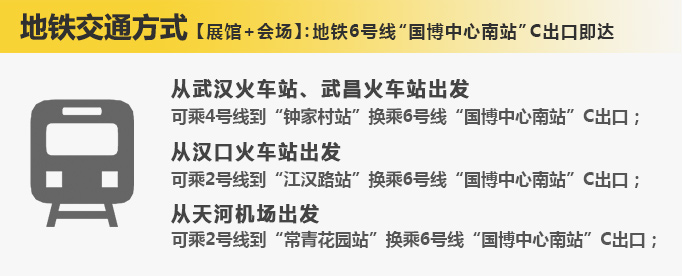 地铁交通方式【展馆+会场】:地铁6号线“国博中心南站”C出口即达
从武汉火车站、武昌火车站出发
可乘4号线到“钟家村站”换乘6号线“国博中心南站”C出口；
从汉口火车站出发
可乘2号线到“江汉路站”换乘6号线“国博中心南站”C出口；
从天河机场出发
可乘2号线到“常青花园站”换乘6号线“国博中心南站”C出口；